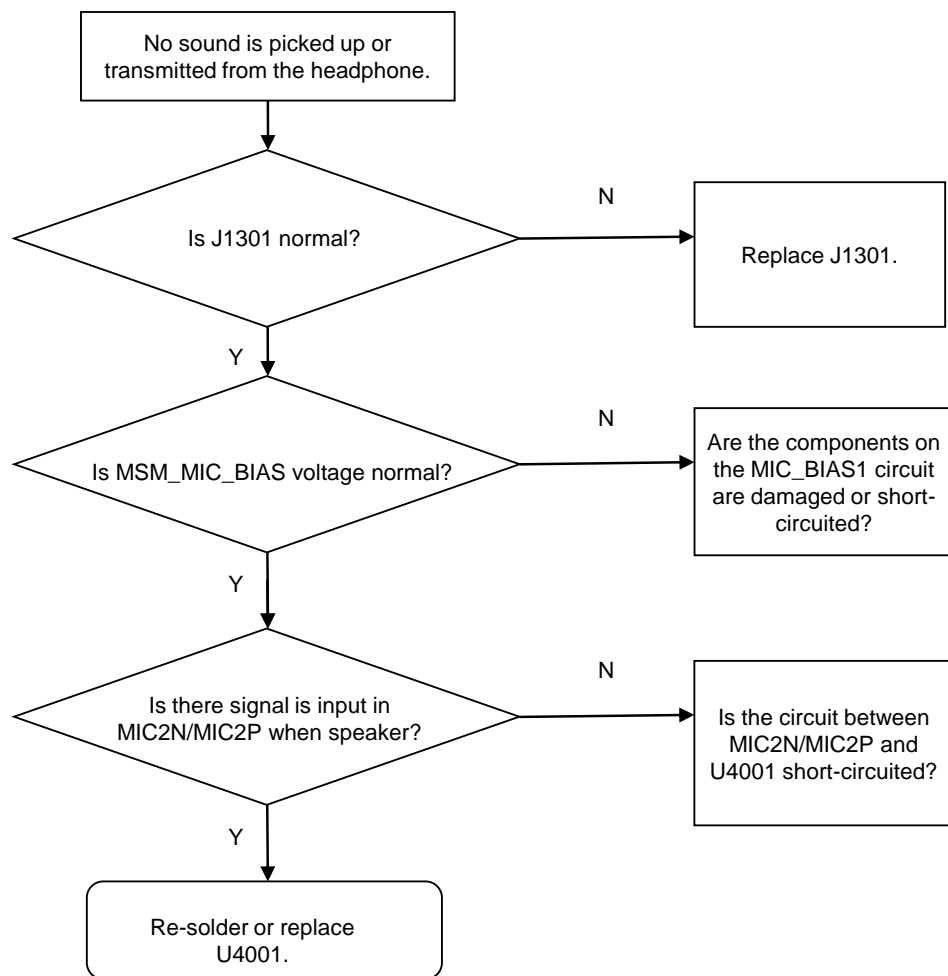 No sound is picked up or
transmitted from the headphone.
Is J1301 normal?
N
Replace J1301.
Y
Is MSM_MIC_BIAS voltage normal?
N
Are the components on
the MIC_BIAS1 circuit
are damaged or short-
circuited?
Y
Is there signal is input in
MIC2N/MIC2P when speaker?
N
Is the circuit between
MIC2N/MIC2P and
U4001 short-circuited?
Y
Re-solder or replace
U4001.